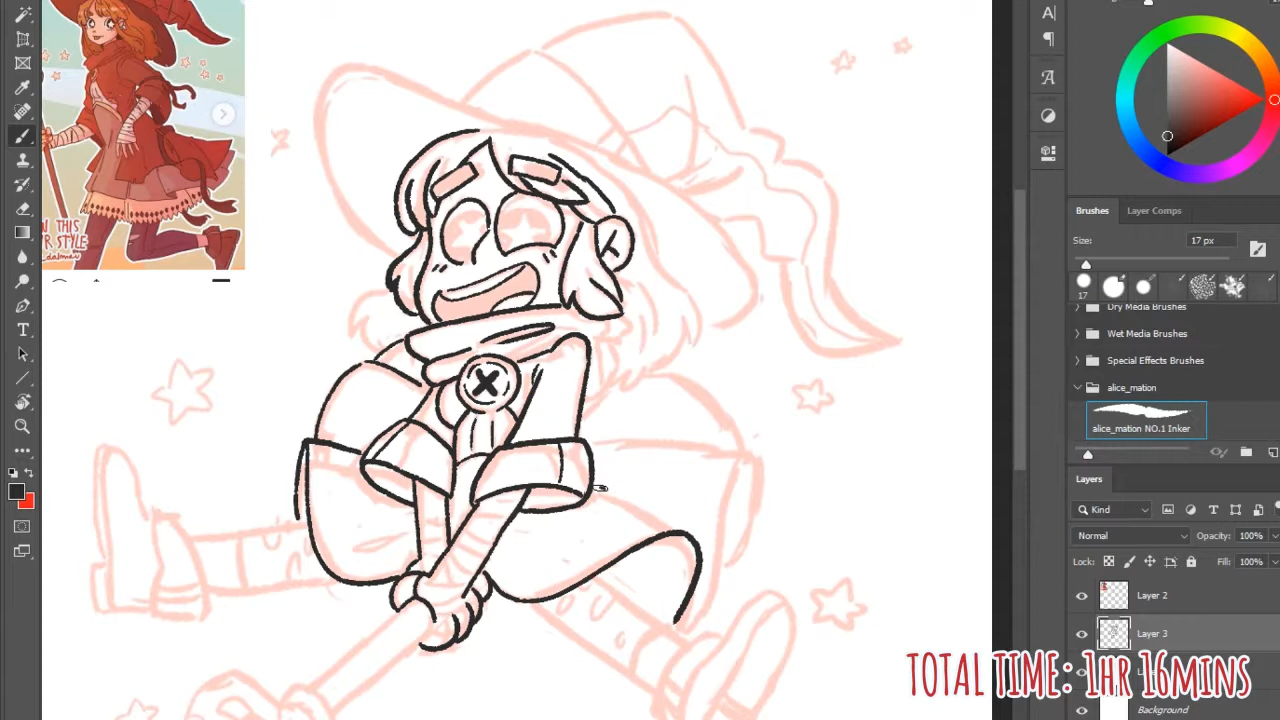 IN THIS
R STYLE
Brushes
Layer Comps
Size:
17 px
17
Dry Media Brushes
Wet Media Brushes
Special Effects Brushes
alice_mation
alice_mation NO.1 Inker
Layers
Kind
Normal
Opacity:
100%
Lock:
Fill:
100%
Layer 2
Layer 3
Background
TOTAL TIME: 1hr 16mins